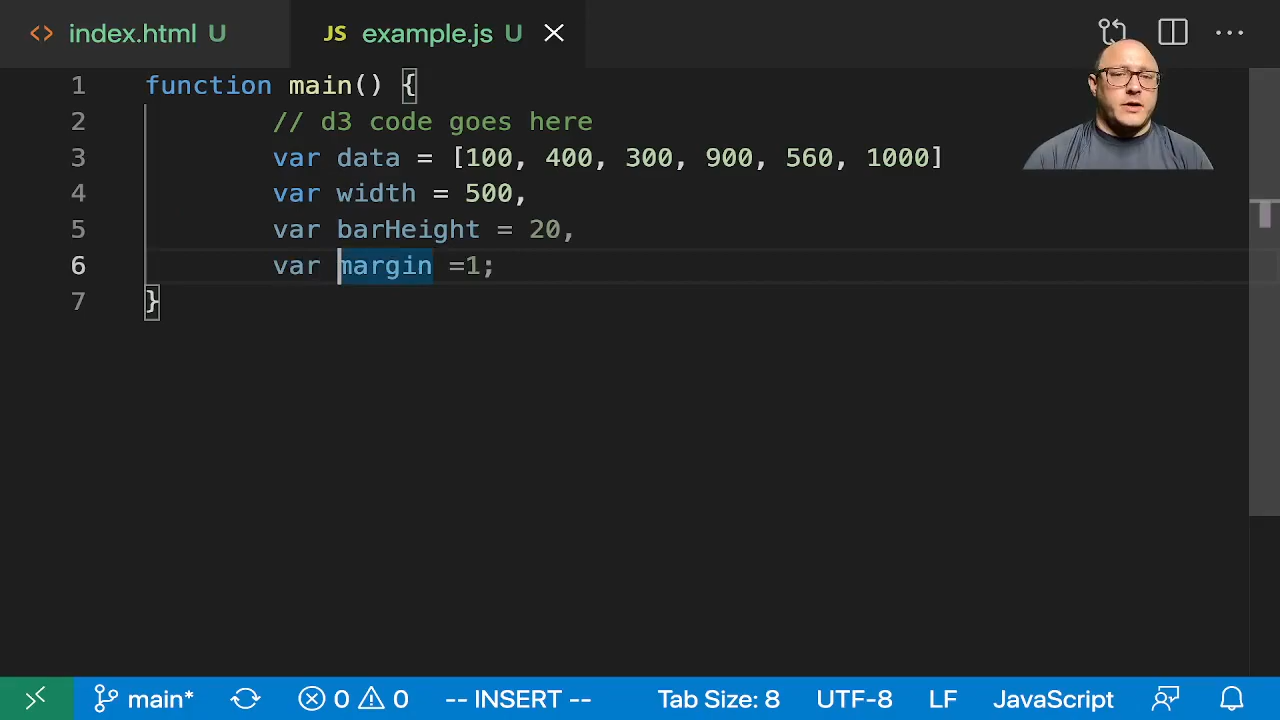 index.html U
JS example.js U
1 function main() {
2 // d3 code goes here
3 var data = [100, 400, 300, 900, 560, 1000]
4 var width = 500,
5 var barHeight = 20,
6 var margin =1;
7 }
main* 0 0 -- INSERT -- Tab Size: 8 UTF-8 LF JavaScript